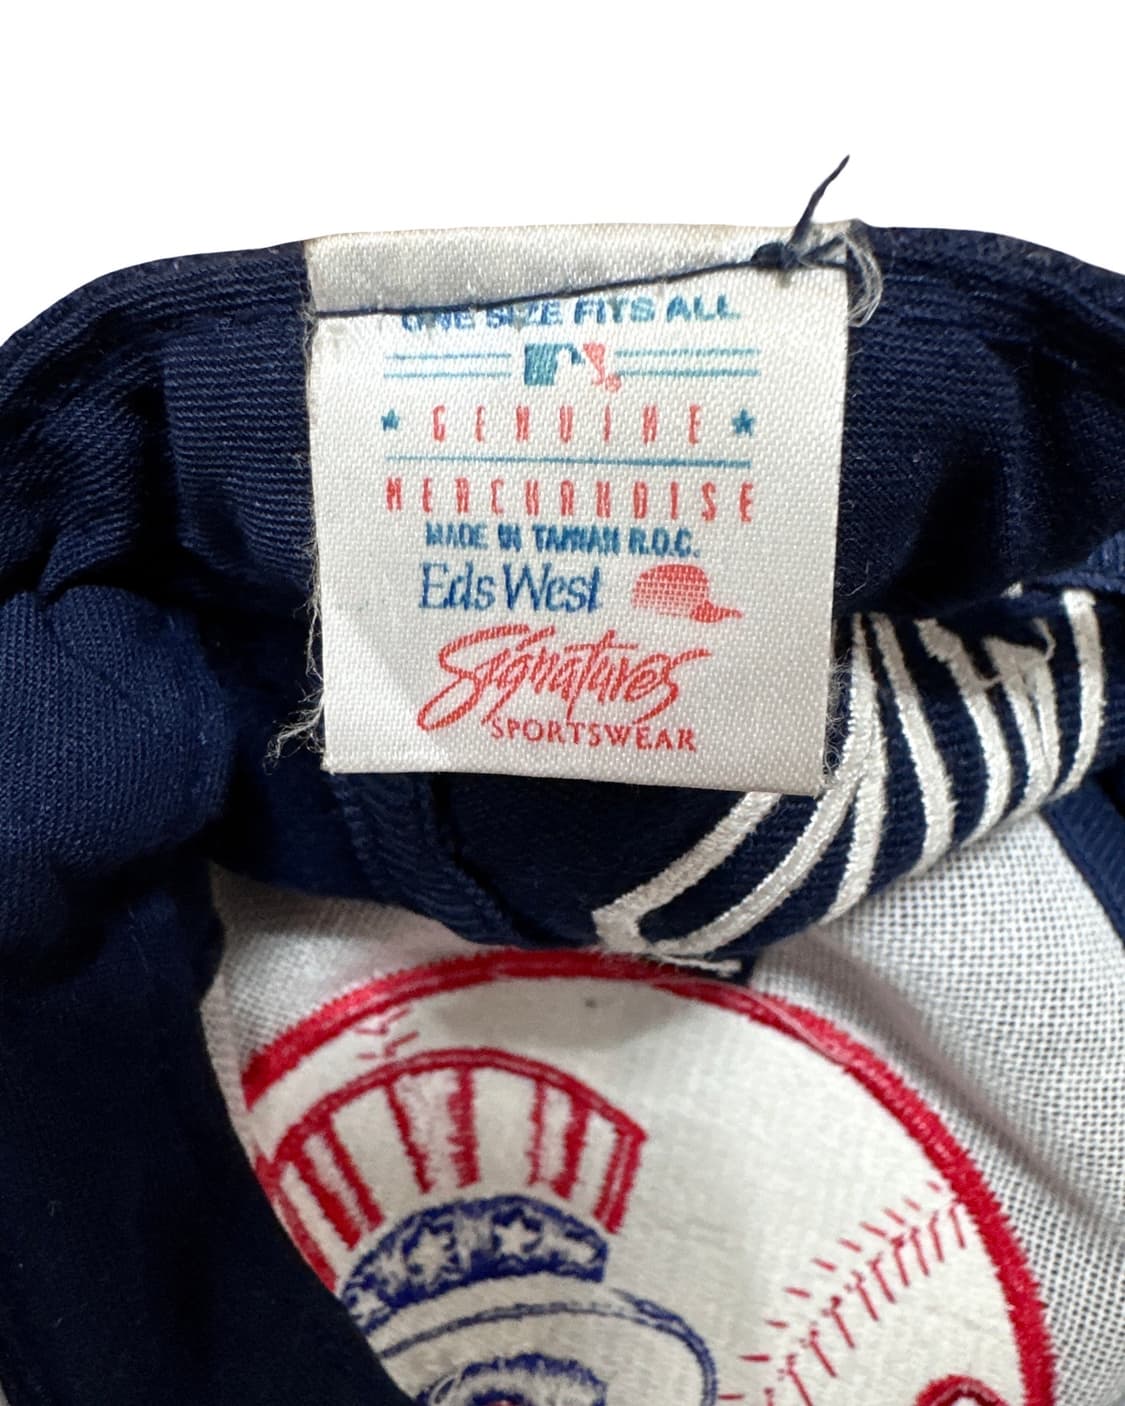 ONE SIZE FITS ALL
GENUINE
MERCHANDISE
MADE IN TAIWAN R.O.C.
Eds West
Signatures
SPORTSWEAR